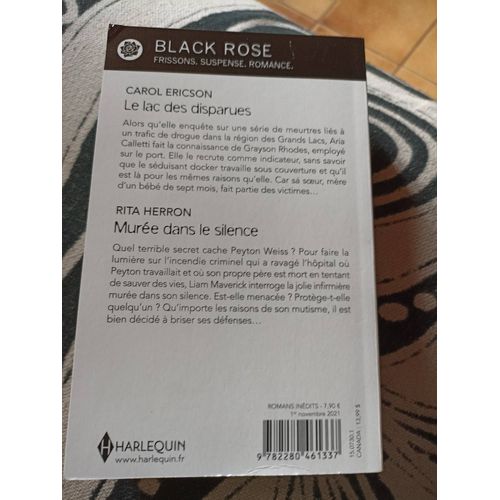 BLACK ROSE
FRISSONS. SUSPENSE. ROMANCE.
CAROL ERICSON
Le lac des disparues
Alors qu'elle enquête sur une série de meurtres liés à
un trafic de drogue dans la région des Grands Lacs, Aria
Calletti fait la connaissance de Grayson Rhodes, employé
sur le port. Elle le recrute comme indicateur, sans savoir
que le séduisant docker travaille sous couverture et qu'il
est là pour les mêmes raisons qu'elle. Car sa sœur, mère
d'un bébé de sept mois, fait partie des victimes…
RITA HERRON
Murée dans le silence
Quel terrible secret cache Peyton Weiss ? Pour faire la
lumière sur l'incendie criminel qui a ravagé l'hôpital où
Peyton travaillait et où son propre père est mort en tentant
de sauver des vies, Liam Maverick interroge la jolie infirmière
murée dans son silence. Est-elle menacée ? Protège-t-elle
quelqu'un ? Qu'importe les raisons de son mutisme, il est
bien décidé à briser ses défenses…
ROMANS INÉDITS - 7,90 €
1er novembre 2021
15.0730.1
CANADA : 13,99 $
9 782280 461337
HARLEQUIN
www.harlequin.fr